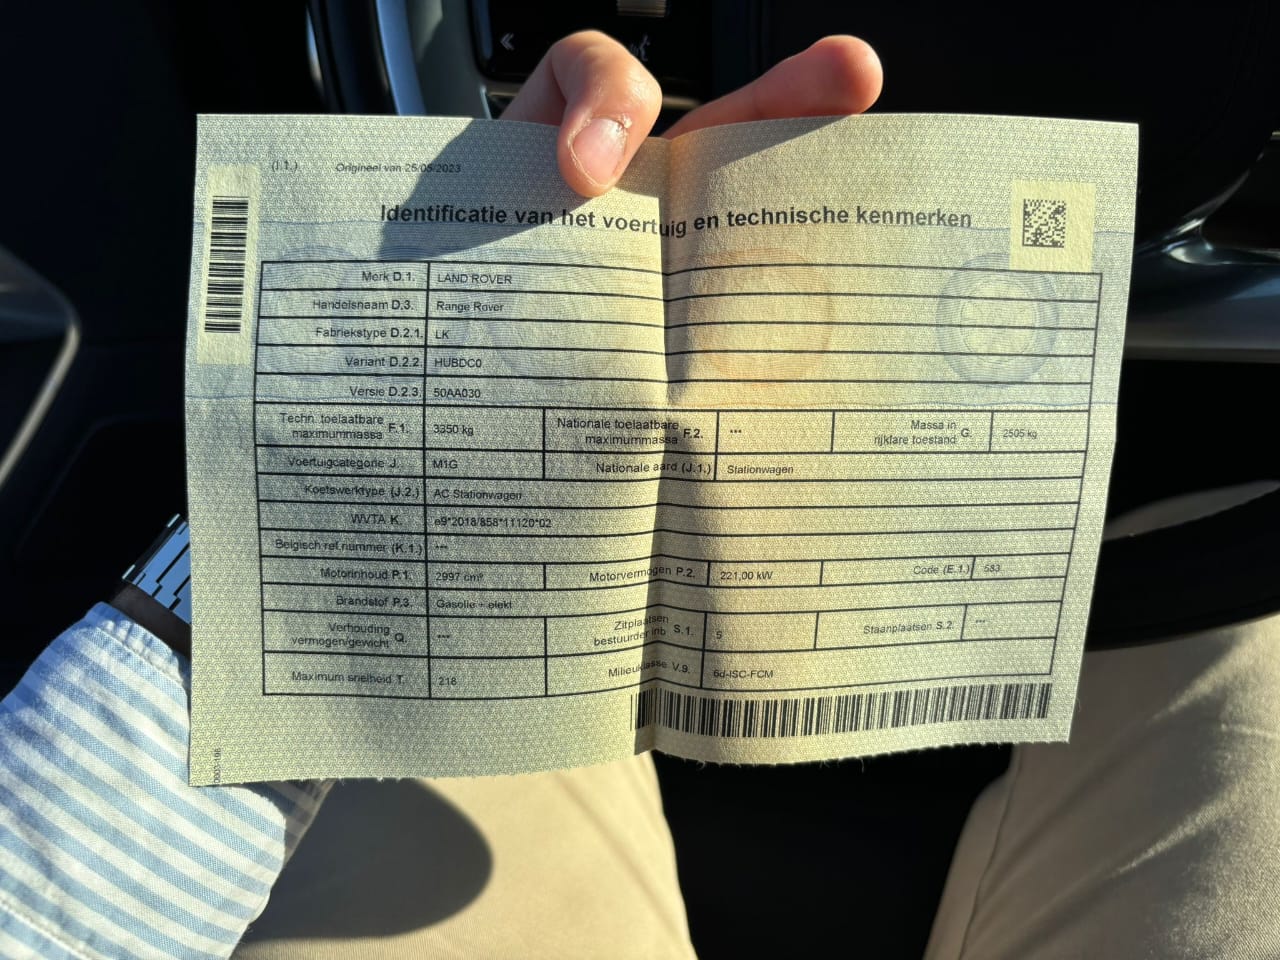 (I.1.) Origineel van 25/05/2023
Identificatie van het voertuig en technische kenmerken
Merk D.1. LAND ROVER
Handelsnaam D.3. Range Rover
Fabriekstype D.2.1. LK
Variant D.2.2. HUBDC0
Versie D.2.3. 50AA030
Techn. toelaatbare maximummassa F.1. 3350 kg Nationale toelaatbare maximummassa F.2. *** Massa in rijklare toestand G. 2505 kg
Voertuigcategorie J. M1G Nationale aard (J.1.) Stationwagen
Koetswerktype (J.2.) AC Stationwagen
WVTA K. e9*2018/858*11120*02
Belgisch ref.nummer (K.1.) ***
Motorinhoud P.1. 2997 cm³ Motorvermogen P.2. 221,00 kW Code (E.1.) 583
Brandstof P.3. Gasolie + elekt
Verhouding vermogen/gewicht Q. *** Zitplaatsen bestuurder inb S.1. 5 Staanplaatsen S.2. ***
Maximum snelheid T. 218 Milieuklasse V.9. 6d-ISC-FCM